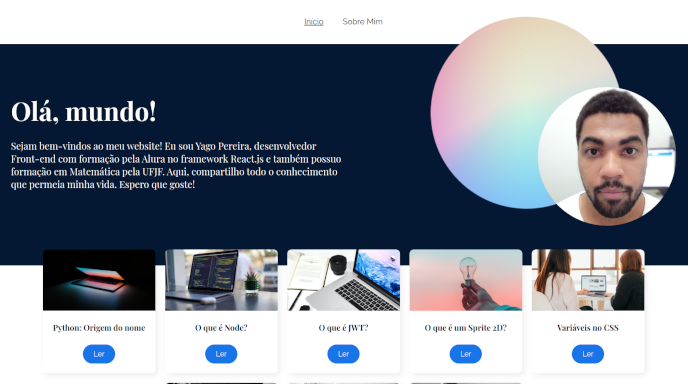 Início Sobre Mim
Olá, mundo!
Sejam bem-vindos ao meu website! Eu sou Yago Pereira, desenvolvedor
Front-end com formação pela Alura no framework React.js e também possuo
formação em Matemática pela UFJF. Aqui, compartilho todo o conhecimento
que permeia minha vida. Espero que goste!
Python: Origem do nome
Ler
O que é Node?
Ler
O que é JWT?
Ler
O que é um Sprite 2D?
Ler
Variáveis no CSS
Ler